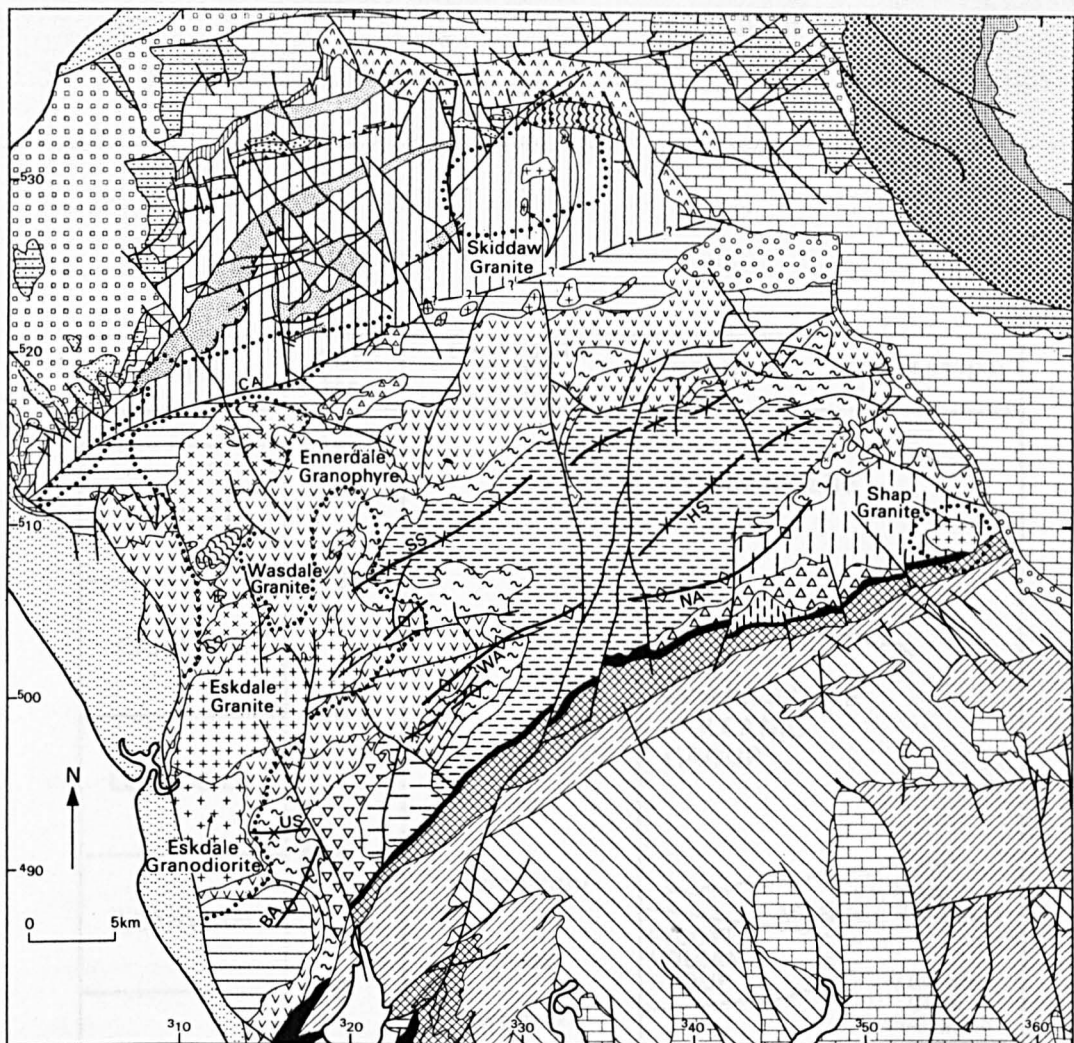 530
Skiddaw
Granite
? ? ? ? ? ?
520
CA
Ennerdale
Granophyre
Shap
Granite
510
HS
SS
Wasdale
Granite
NA
WA
Eskdale
Granite
500
N
US
Eskdale
Granodiorite
490
BA
0 5km
310 320 330 340 350 360